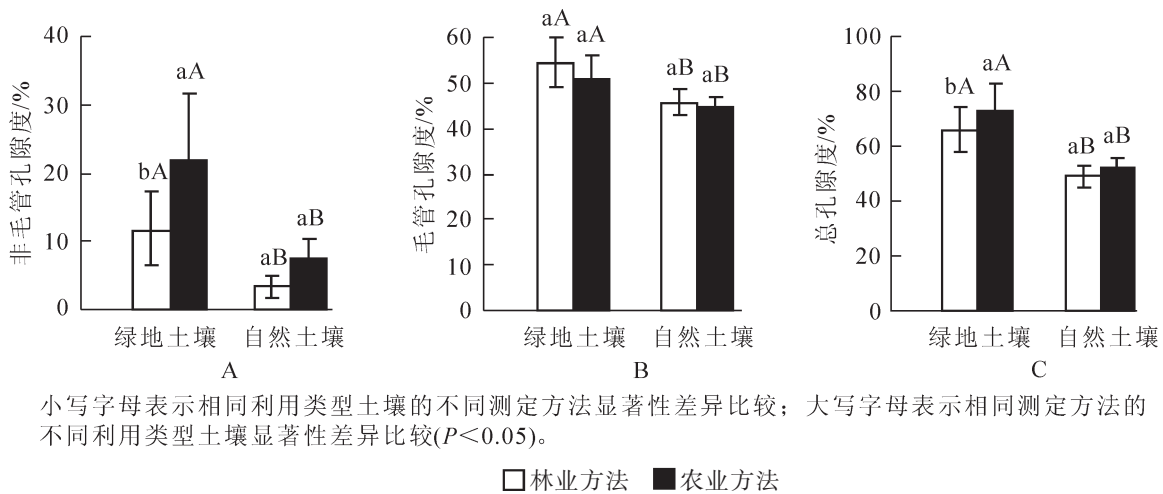 非毛管孔隙度/%
40
30
20
10
0
bA
aA
aB
aB
绿地土壤
自然土壤
A
毛管孔隙度/%
60
50
40
30
20
10
0
aA
aA
aB
aB
绿地土壤
自然土壤
B
总孔隙度/%
100
80
60
40
20
0
bA
aA
aB
aB
绿地土壤
自然土壤
C
小写字母表示相同利用类型土壤的不同测定方法显著性差异比较；大写字母表示相同测定方法的
不同利用类型土壤显著性差异比较(P＜0.05)。
林业方法 农业方法